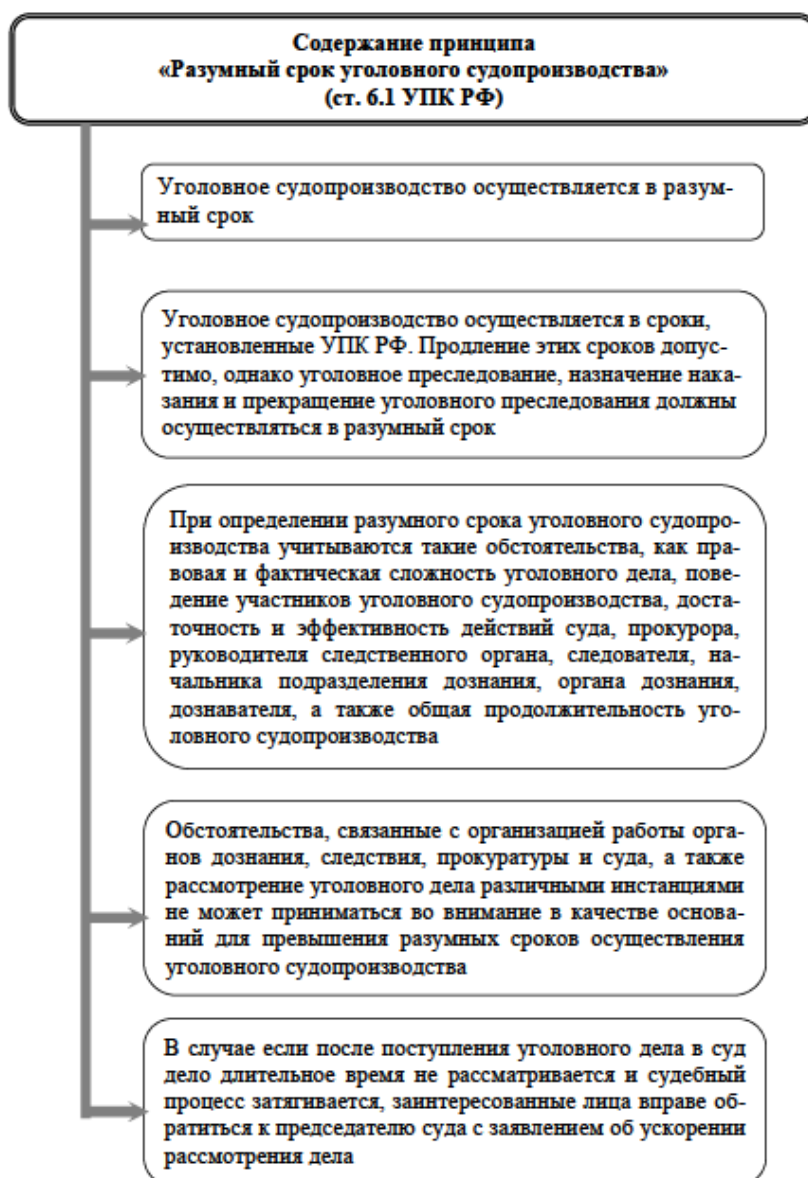 Содержание принципа
«Разумный срок уголовного судопроизводства»
(ст. 6.1 УПК РФ)
Уголовное судопроизводство осуществляется в разум-
ный срок
Уголовное судопроизводство осуществляется в сроки,
установленные УПК РФ. Продление этих сроков допус-
тимо, однако уголовное преследование, назначение нака-
зания и прекращение уголовного преследования должны
осуществляться в разумный срок
При определении разумного срока уголовного судопро-
изводства учитываются такие обстоятельства, как пра-
вовая и фактическая сложность уголовного дела, пове-
дение участников уголовного судопроизводства, доста-
точность и эффективность действий суда, прокурора,
руководителя следственного органа, следователя, на-
чальника подразделения дознания, органа дознания,
дознавателя, а также общая продолжительность уго-
ловного судопроизводства
Обстоятельства, связанные с организацией работы орга-
нов дознания, следствия, прокуратуры и суда, а также
рассмотрение уголовного дела различными инстанциями
не может приниматься во внимание в качестве основа-
ний для превышения разумных сроков осуществления
уголовного судопроизводства
В случае если после поступления уголовного дела в суд
дело длительное время не рассматривается и судебный
процесс затягивается, заинтересованные лица вправе об-
ратиться к председателю суда с заявлением об ускорении
рассмотрения дела